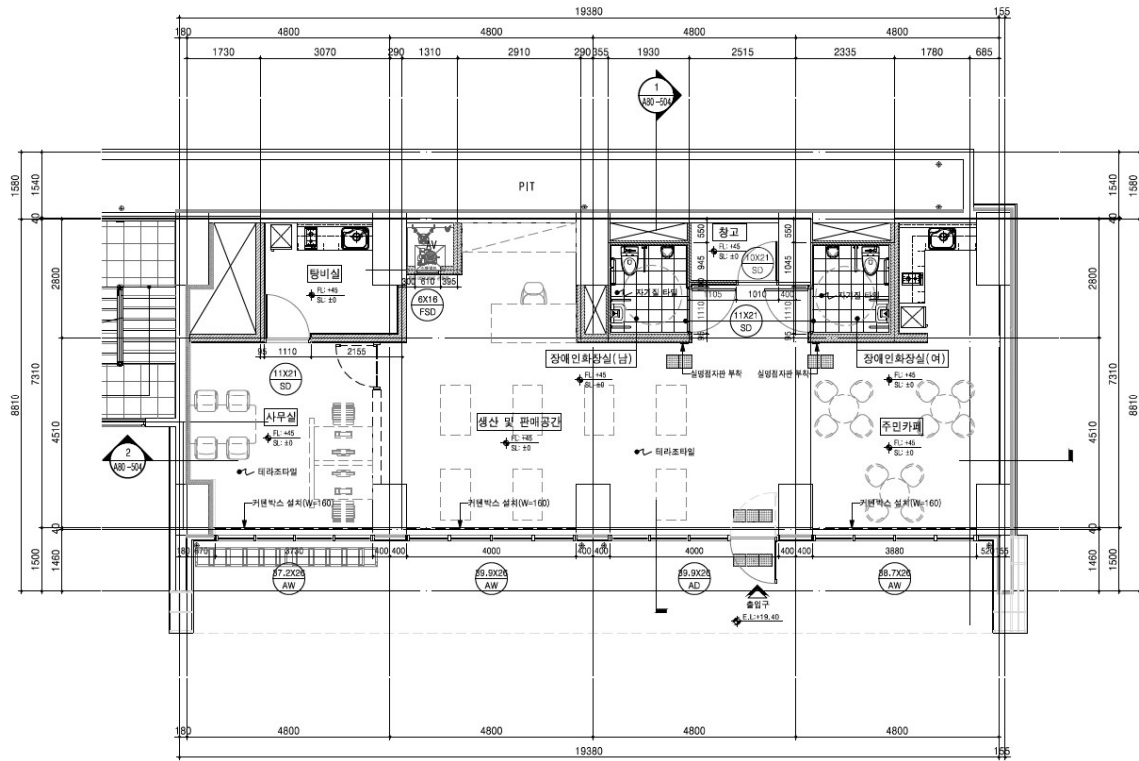 19380
155
180
4800
4800
4800
4800
1730
3070
290
1310
2910
290
355
1930
2515
2335
1780
685
1
A80-504
1580
1540
PIT
1540
1580
40
40
창고
FL: +45
SL: ±0
550
550
945
1045
10X21
SD
탕비실
FL: +45
SL: ±0
2800
2800
200
610
395
자기질 타일
자기질 타일
6X16
FSD
1105
1010
400
1110
1110
11X21
SD
95
95
95
1110
2155
장애인화장실(남)
FL: +45
SL: ±0
장애인화장실(여)
FL: +45
SL: ±0
실명점자판 부착
실명점자판 부착
11X21
SD
7310
8810
7310
8810
사무실
FL: +45
SL: ±0
생산 및 판매공간
FL: +45
SL: ±0
주민카페
FL: +45
SL: ±0
4510
4510
2
A80-504
테라조타일
테라조타일
커텐박스 설치(W=160)
커텐박스 설치(W=160)
커텐박스 설치(W=160)
40
40
180
670
3730
400
400
4000
400
400
4000
400
400
3880
520
155
1500
1460
1460
1500
37.2X26
AW
39.9X26
AW
39.9X26
AD
38.7X26
AW
출입구
E.L:+19.40
180
4800
4800
4800
4800
19380
155